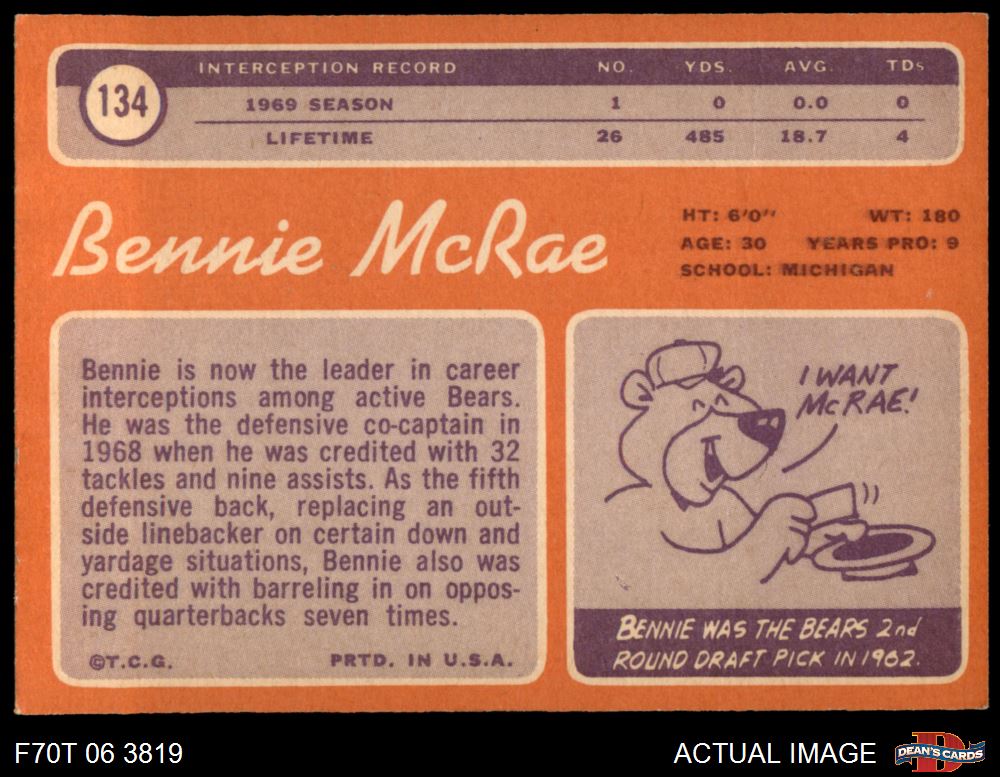 134
INTERCEPTION RECORD NO. YDS. AVG. TDs
1969 SEASON 1 0 0.0 0
LIFETIME 26 485 18.7 4
Bennie McRae
HT: 6'0" WT: 180
AGE: 30 YEARS PRO: 9
SCHOOL: MICHIGAN
Bennie is now the leader in career
interceptions among active Bears.
He was the defensive co-captain in
1968 when he was credited with 32
tackles and nine assists. As the fifth
defensive back, replacing an out-
side linebacker on certain down and
yardage situations, Bennie also was
credited with barreling in on oppos-
ing quarterbacks seven times.
©T.C.G. PRTD. IN U.S.A.
I WANT
McRAE!
BENNIE WAS THE BEARS 2nd
ROUND DRAFT PICK IN 1962.
F70T 06 3819
ACTUAL IMAGE
D
DEAN'S CARDS